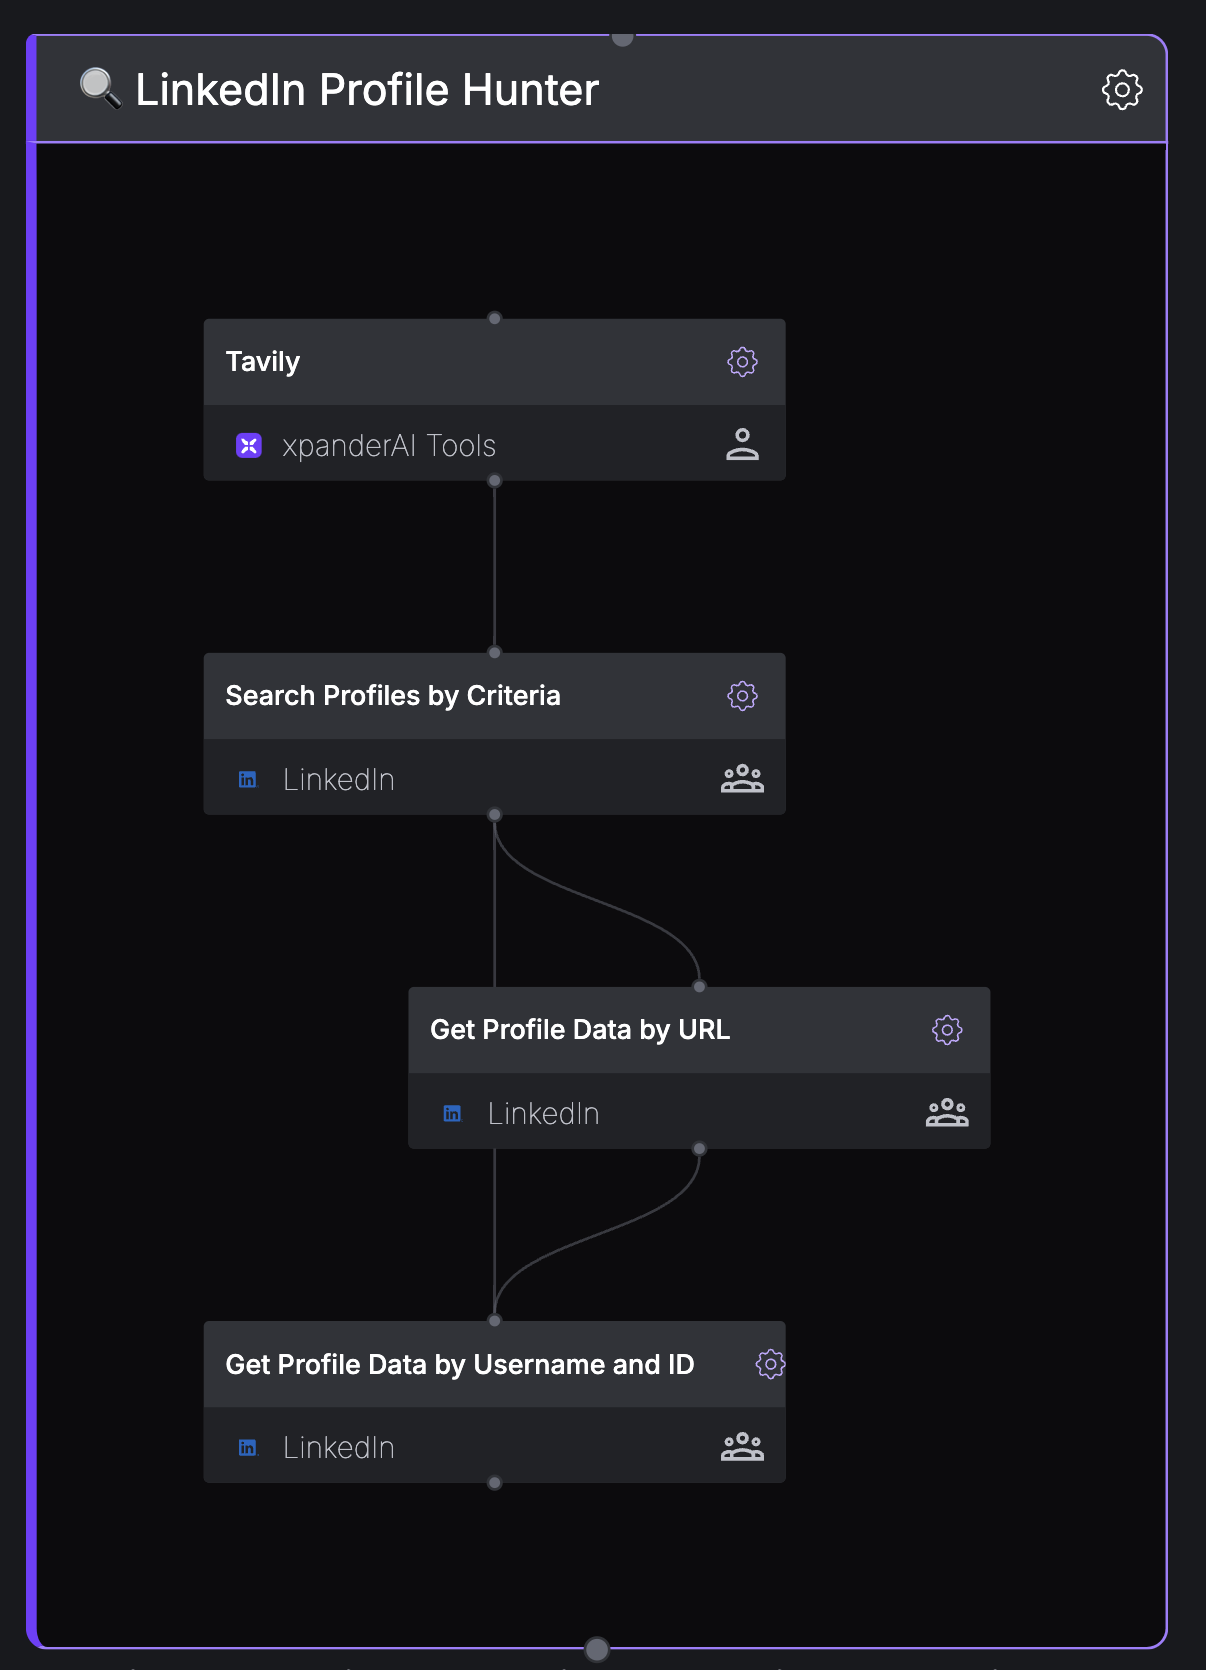 LinkedIn Profile Hunter
Tavily
xpanderAI Tools
Search Profiles by Criteria
LinkedIn
Get Profile Data by URL
LinkedIn
Get Profile Data by Username and ID
LinkedIn